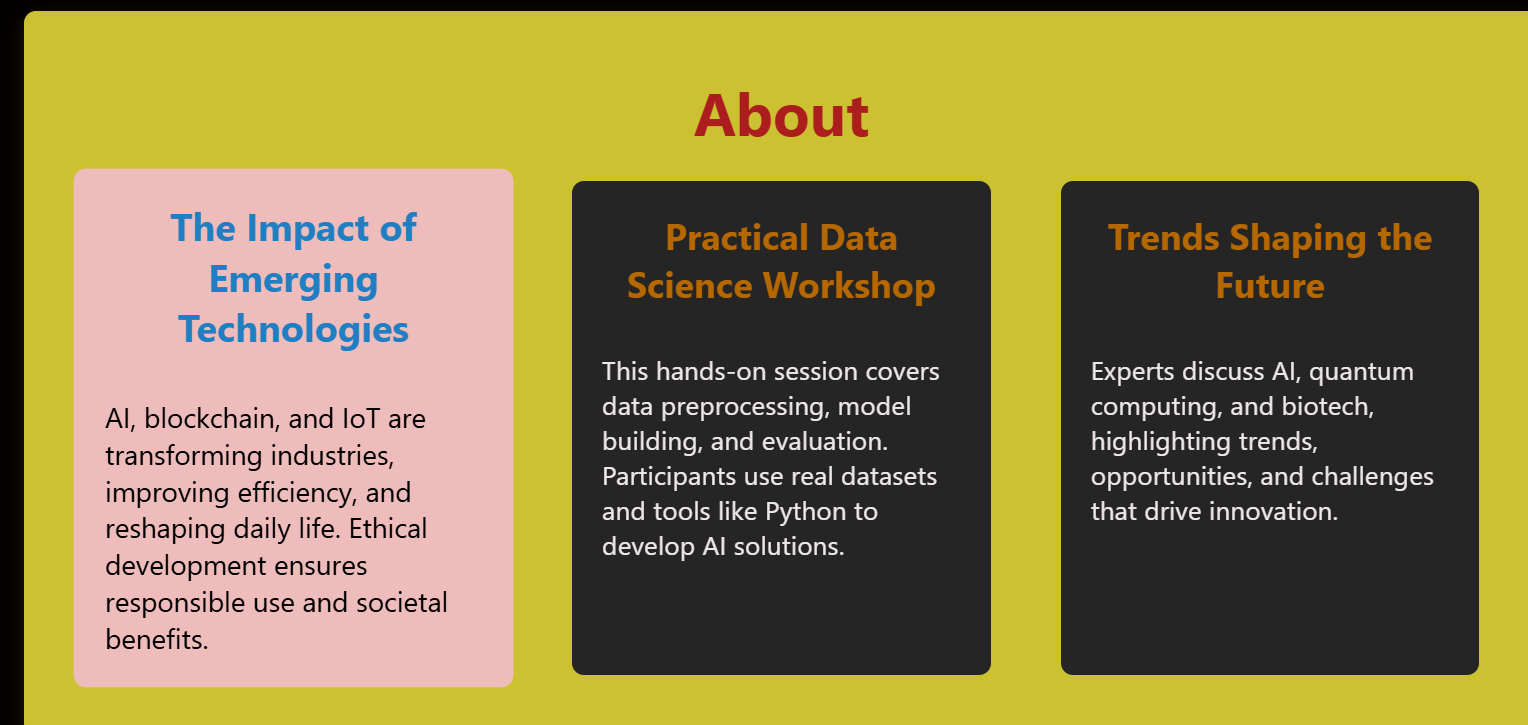 About
The Impact of
Emerging
Technologies
AI, blockchain, and IoT are
transforming industries,
improving efficiency, and
reshaping daily life. Ethical
development ensures
responsible use and societal
benefits.
Practical Data
Science Workshop
This hands-on session covers
data preprocessing, model
building, and evaluation.
Participants use real datasets
and tools like Python to
develop AI solutions.
Trends Shaping the
Future
Experts discuss AI, quantum
computing, and biotech,
highlighting trends,
opportunities, and challenges
that drive innovation.